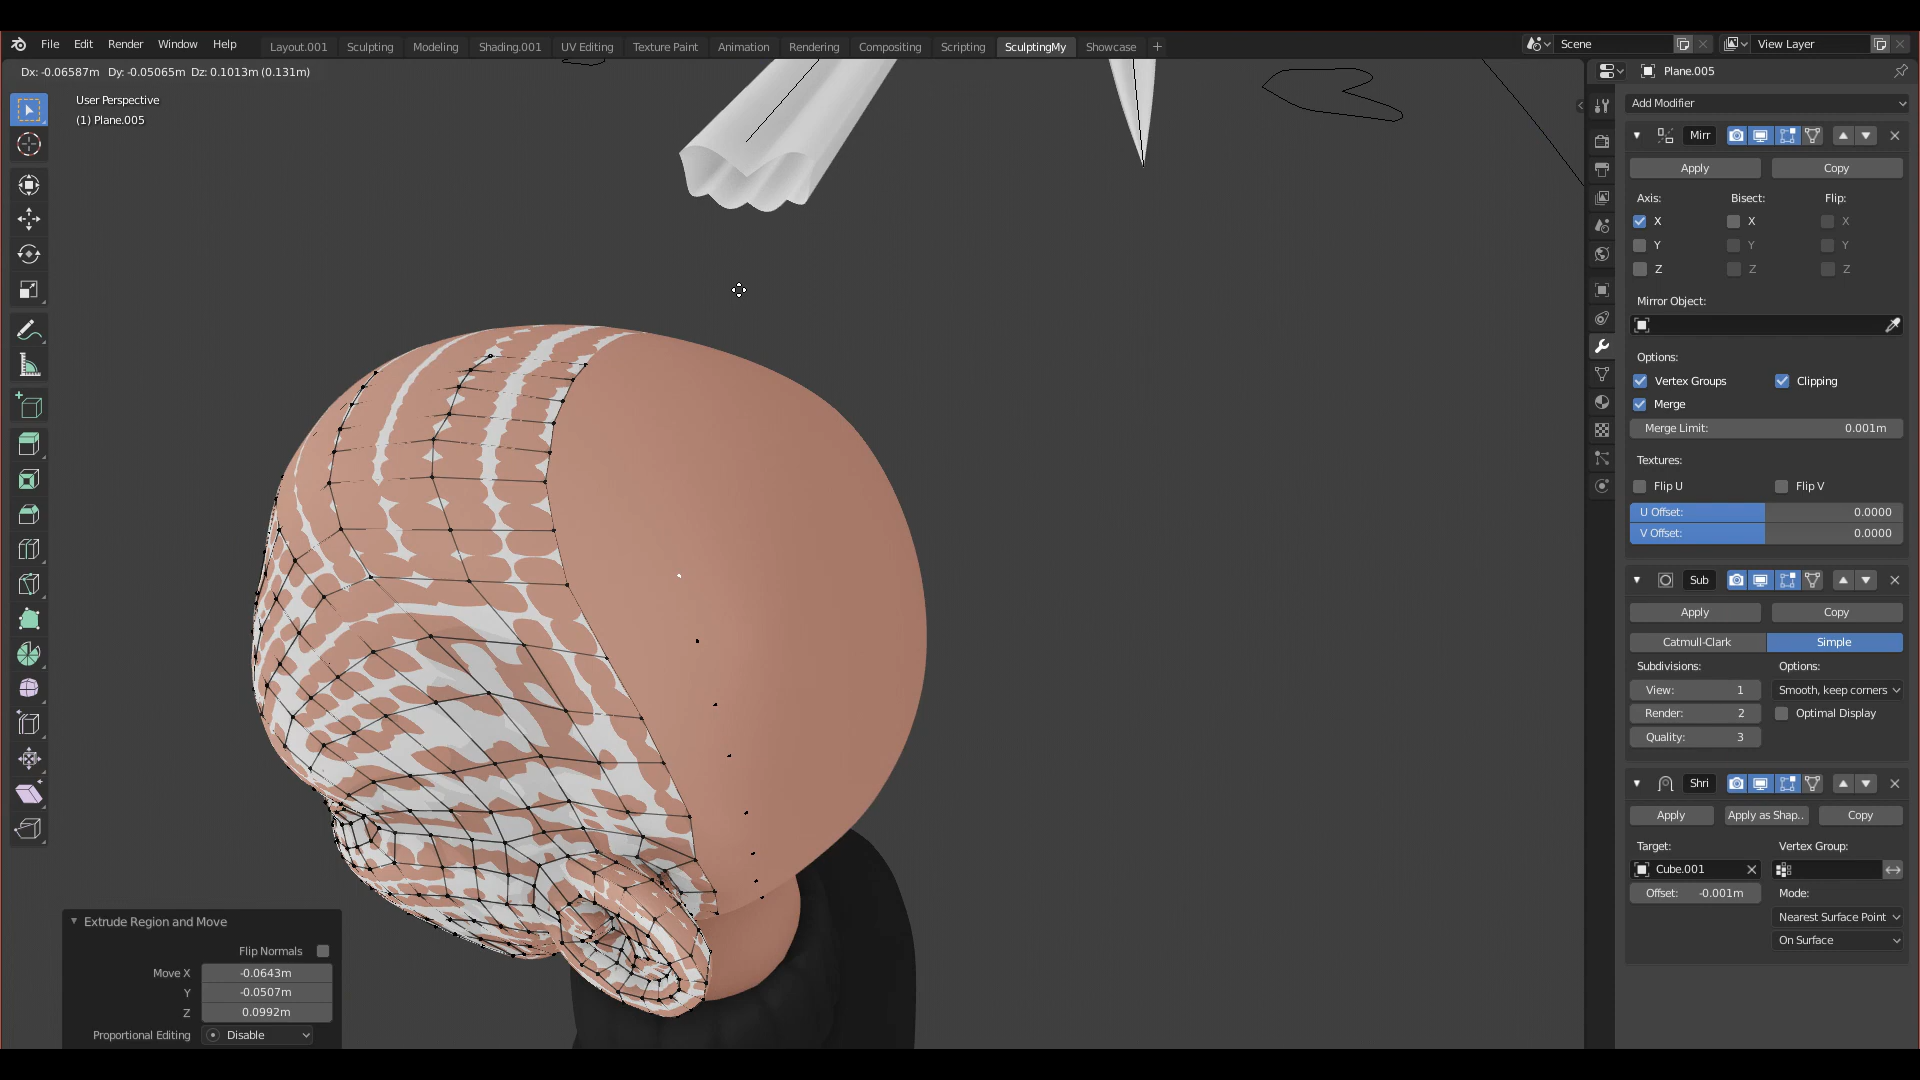 File Edit Render Window Help Layout.001 Sculpting Modeling Shading.001 UV Editing Texture Paint Animation Rendering Compositing Scripting SculptingMy Showcase + Scene View Layer
Dx: -0.06587m Dy: -0.05065m Dz: 0.1013m (0.131m)
Plane.005
User Perspective
(1) Plane.005
Add Modifier
Mirr
Apply Copy
Axis: Bisect: Flip:
X X X
Y Y Y
Z Z Z
Mirror Object:
Options:
Vertex Groups Clipping
Merge
Merge Limit: 0.001m
Textures:
Flip U Flip V
U Offset: 0.0000
V Offset: 0.0000
Sub
Apply Copy
Catmull-Clark Simple
Subdivisions: Options:
View: 1 Smooth, keep corners
Render: 2 Optimal Display
Quality: 3
Shri
Apply Apply as Shap.. Copy
Target: Vertex Group:
Cube.001
Offset: -0.001m Mode:
Nearest Surface Point
On Surface
Extrude Region and Move
Flip Normals
Move X -0.0643m
Y -0.0507m
Z 0.0992m
Proportional Editing Disable